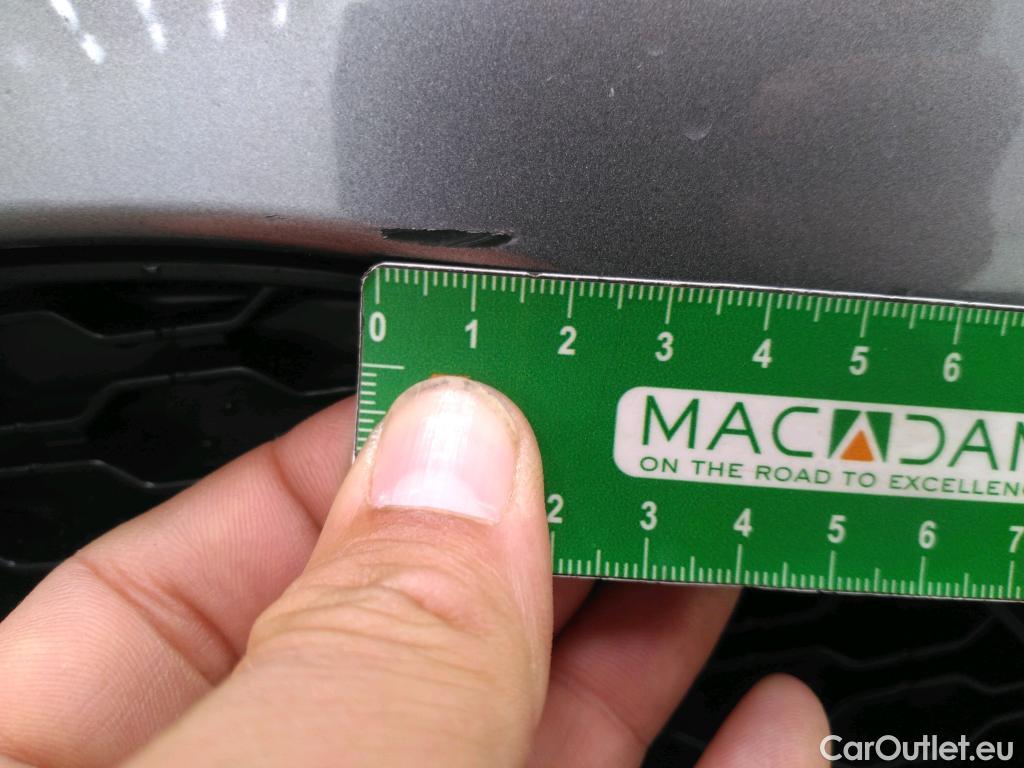 0 1 2 3 4 5 6
MACADAM
ON THE ROAD TO EXCELLENC
2 3 4 5 6 7
CarOutlet.eu